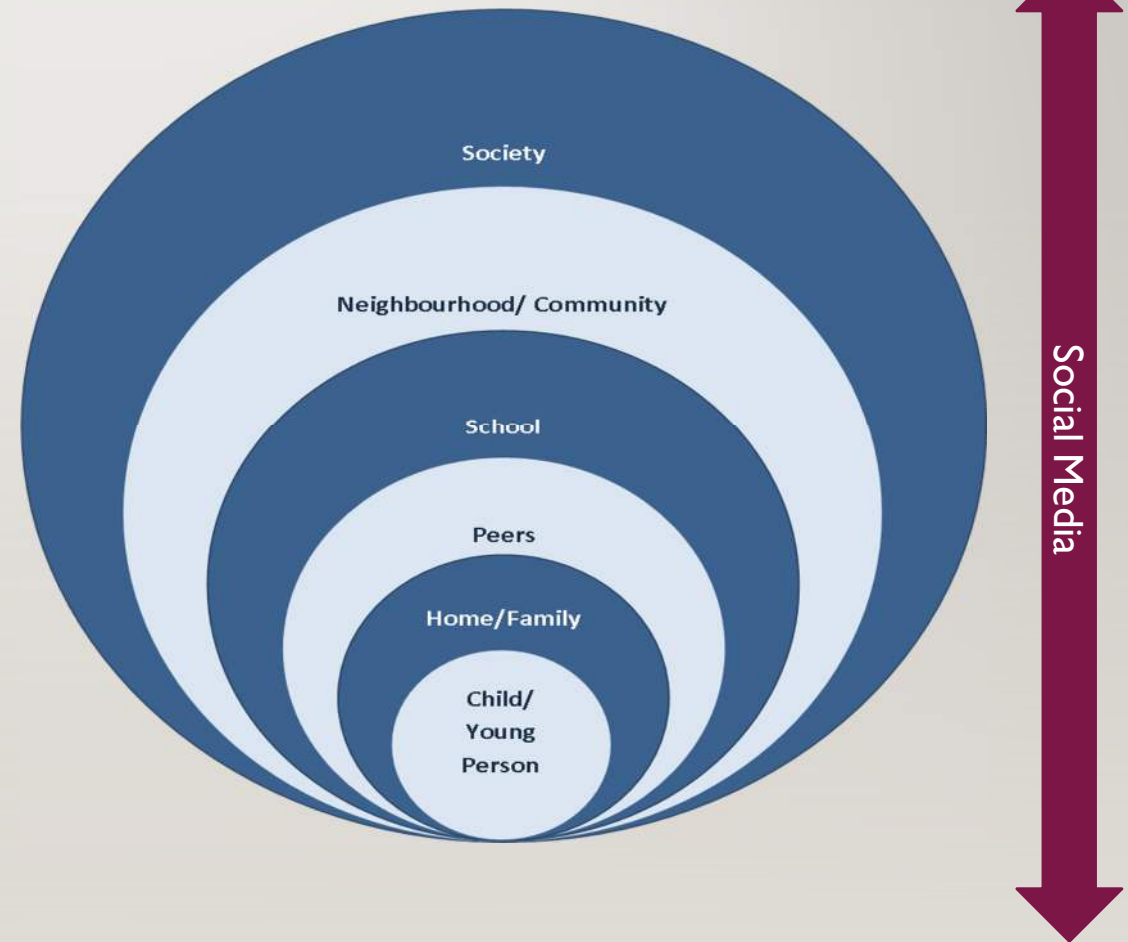 Society
Neighbourhood/ Community
School
Peers
Home/Family
Child/
Young
Person
Social Media